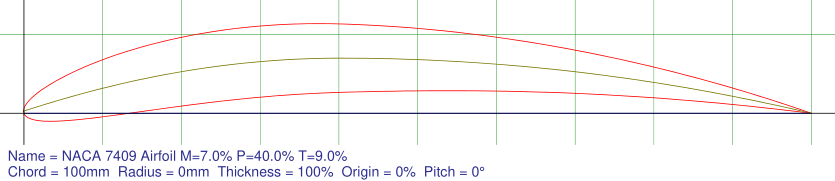 Name = NACA 7409 Airfoil M=7.0% P=40.0% T=9.0%
Chord = 100mm Radius = 0mm Thickness = 100% Origin = 0% Pitch = 0°